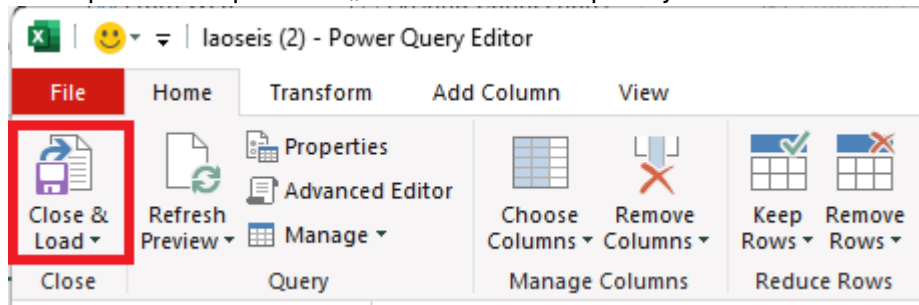 laoseis (2) - Power Query Editor
File Home Transform Add Column View
Close & Load
Refresh Preview
Properties
Advanced Editor
Manage
Choose Columns
Remove Columns
Keep Rows
Remove Rows
Close Query Manage Columns Reduce Rows